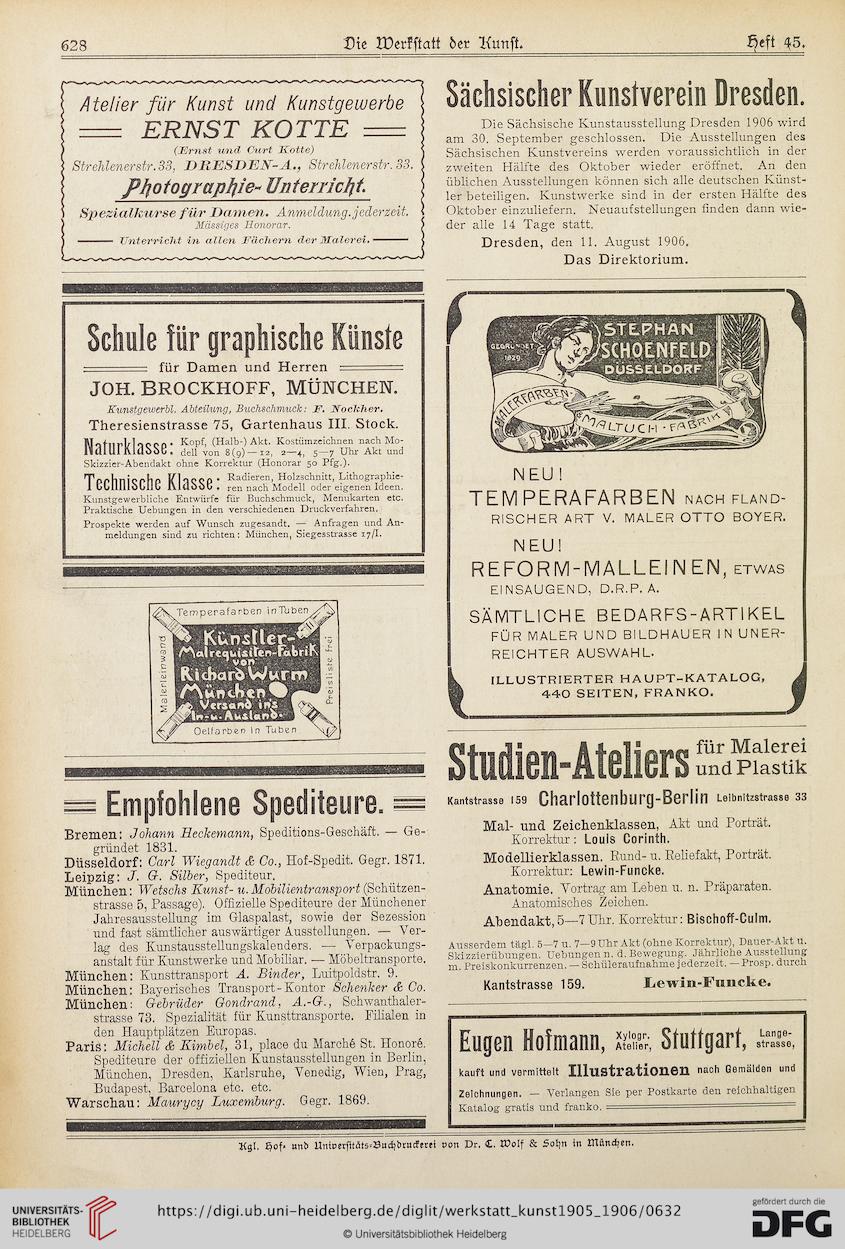 628
Die Werkstatt der Kunst.
Heft 45.
Atelier für Kunst und Kunstgewerbe
ERNST KOTTE
(Ernst und Curt Kotte)
Strehlenerstr. 33, DRESDEN-A., Strehlenerstr. 33.
Photographie-Unterricht.
Spezialkurse für Damen. Anmeldung. jederzeit.
Mässiges Honorar.
Unterricht in allen Fächern der Malerei.
Schule für graphische Künste
für Damen und Herren
JOH. BROCKHOFF, MÜNCHEN.
Kunstgewerbl. Abteilung, Buchschmuck: F. Nockher.
Theresienstrasse 75, Gartenhaus III. Stock.
Naturklasse: Kopf, (Halb-) Akt. Kostümzeichnen nach Mo-
dell von 8(9)—12, 2—4, 5—7 Uhr Akt und
Skizzier-Abendakt ohne Korrektur (Honorar 50 Pfg.).
Technische Klasse: Radieren, Holzschnitt, Lithographie-
ren nach Modell oder eigenen Ideen.
Kunstgewerbliche Entwürfe für Buchschmuck, Menukarten etc.
Praktische Uebungen in den verschiedenen Druckverfahren.
Prospekte werden auf Wunsch zugesandt. — Anfragen und An-
meldungen sind zu richten: München, Siegesstrasse 17/I.
Temperafarben in Tuben
Malerleinwand
Künstler-
Malrequisiten-Fabrik
von
Richard Wurm
München
Versand ins
In- u. Ausland.
Preisliste frei
Oelfarben in Tuben
Empfohlene Spediteure.
Bremen: Johann Heckemann, Speditions-Geschäft. — Ge-
gründet 1831.
Düsseldorf: Carl Wiegandt & Co., Hof-Spedit. Gegr. 1871.
Leipzig: J. G. Silber, Spediteur.
München: Wetschs Kunst- u. Mobilientransport (Schützen-
strasse 5, Passage). Offizielle Spediteure der Münchener
Jahresausstellung im Glaspalast, sowie der Sezession
und fast sämtlicher auswärtiger Ausstellungen. — Ver-
lag des Kunstausstellungskalenders. — Verpackungs-
anstalt für Kunstwerke und Mobiliar. — Möbeltransporte.
München: Kunsttransport A. Binder, Luitpoldstr. 9.
München: Bayerisches Transport-Kontor Schenker & Co.
München: Gebrüder Gondrand, A.-G., Schwanthaler-
strasse 73. Spezialität für Kunsttransporte. Filialen in
den Hauptplätzen Europas.
Paris: Michell & Kimbel, 31, place du Marché St. Honoré.
Spediteure der offiziellen Kunstausstellungen in Berlin,
München, Dresden, Karlsruhe, Venedig, Wien, Prag,
Budapest, Barcelona etc. etc.
Warschau: Maurycy Luxemburg. Gegr. 1869.
Sächsischer Kunstverein Dresden.
Die Sächsische Kunstausstellung Dresden 1906 wird
am 30. September geschlossen. Die Ausstellungen des
Sächsischen Kunstvereins werden voraussichtlich in der
zweiten Hälfte des Oktober wieder eröffnet. An den
üblichen Ausstellungen können sich alle deutschen Künst-
ler beteiligen. Kunstwerke sind in der ersten Hälfte des
Oktober einzuliefern. Neuaufstellungen finden dann wie-
der alle 14 Tage statt.
Dresden, den 11. August 1906.
Das Direktorium.
STEPHAN
GEGRÜNDET
SCHOENFELD
1829
DÜSSELDORF
MALERFARBEN-
& MALTUCH-FABRIK
NEU!
TEMPERAFARBEN NACH FLAND-
RISCHER ART V. MALER OTTO BOYER.
NEU!
REFORM-MALLEINEN, ETWAS
EINSAUGEND, D.R.P. A.
SÄMTLICHE BEDARFS-ARTIKEL
FÜR MALER UND BILDHAUER IN UNER-
REICHTER AUSWAHL.
ILLUSTRIERTER HAUPT-KATALOG,
440 SEITEN, FRANKO.
Studien-Ateliers für Malerei
und Plastik
Kantstrasse 159 Charlottenburg-Berlin Leibnitzstrasse 33
Mal- und Zeichenklassen, Akt und Porträt.
Korrektur: Louis Corinth.
Modellierklassen. Rund- u. Reliefakt, Porträt.
Korrektur: Lewin-Funcke.
Anatomie. Vortrag am Leben u. n. Präparaten.
Anatomisches Zeichen.
Abendakt, 5—7 Uhr. Korrektur: Bischoff-Culm.
Ausserdem tägl. 5—7 u. 7—9 Uhr Akt (ohne Korrektur), Dauer-Akt u.
Skizzierübungen. Uebungen n. d. Bewegung. Jährliche Ausstellung
m. Preiskonkurrenzen. — Schüleraufnahme jederzeit. — Prosp. durch
Kantstrasse 159. Lewin-Funcke.
Eugen Hofmann, Xylogr. Atelier, Stuttgart, Lange-strasse,
kauft und vermittelt Illustrationen nach Gemälden und
Zeichnungen. — Verlangen Sie per Postkarte den reichhaltigen
Katalog gratis und franko.
Kgl. Hof- und Universitäts-Buchdruckerei von Dr. C. Wolf & Sohn in München.
UNIVERSITÄTS-
BIBLIOTHEK
HEIDELBERG
https://digi.ub.uni-heidelberg.de/diglit/werkstatt_kunst1905_1906/0632
© Universitätsbibliothek Heidelberg
gefördert durch die
DFG